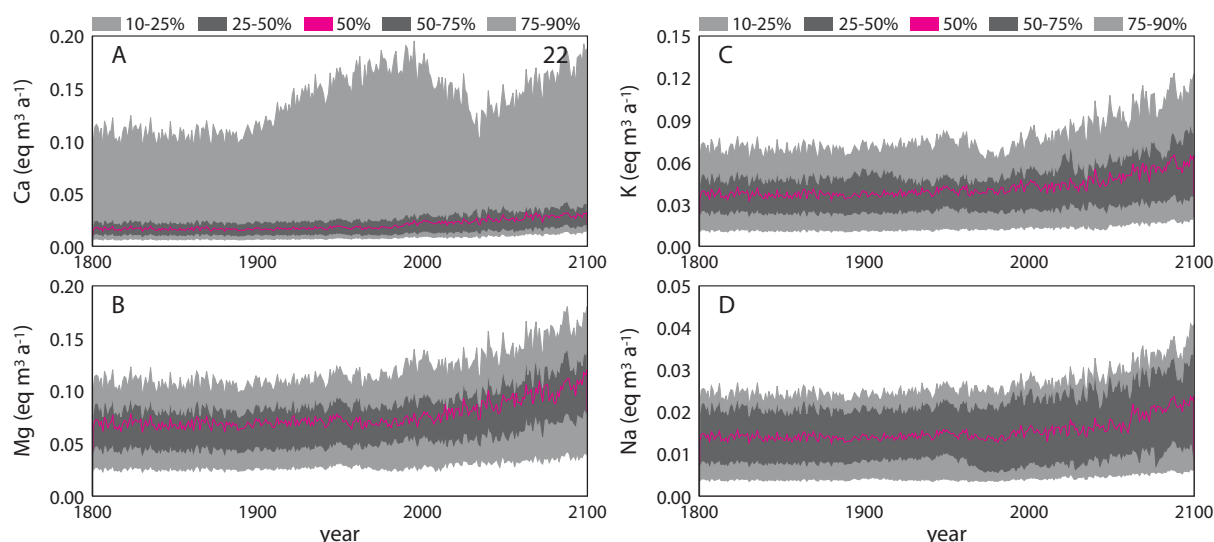 10-25% 25-50% 50% 50-75% 75-90%
10-25% 25-50% 50% 50-75% 75-90%
A
22
Ca (eq m³ a⁻¹)
0.20
0.15
0.10
0.05
0.00
1800 1900 2000 2100
C
K (eq m³ a⁻¹)
0.15
0.12
0.09
0.06
0.03
0.00
1800 1900 2000 2100
B
Mg (eq m³ a⁻¹)
0.20
0.15
0.10
0.05
0.00
1800 1900 2000 2100
year
D
Na (eq m³ a⁻¹)
0.05
0.04
0.03
0.02
0.01
0.00
1800 1900 2000 2100
year